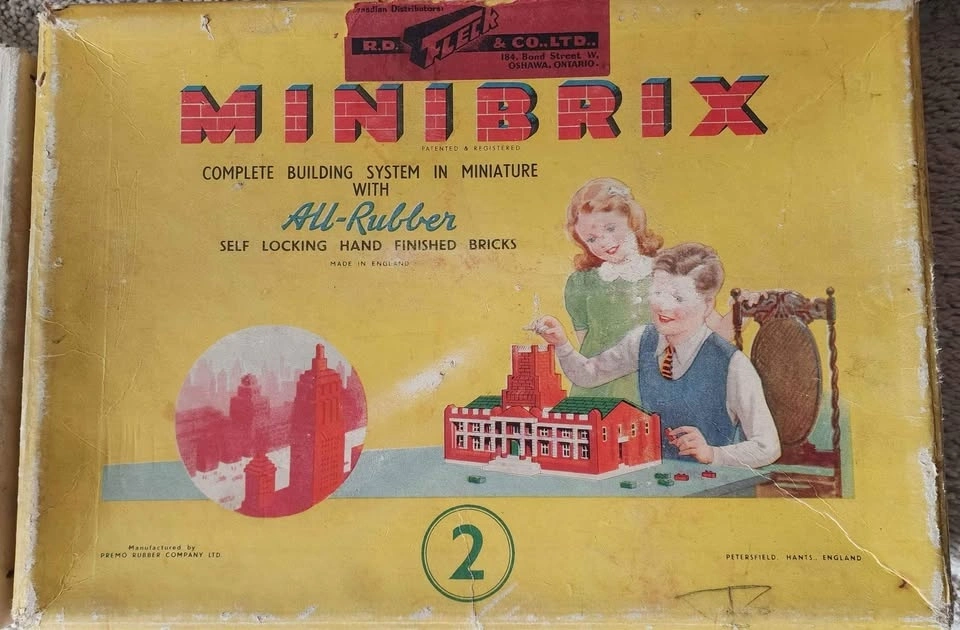 Canadian Distributors:
R.D. FLECK & CO., LTD.,
184, Bond Street W.
OSHAWA, ONTARIO.
MINIBRIX
PATENTED & REGISTERED
COMPLETE BUILDING SYSTEM IN MINIATURE
WITH
All-Rubber
SELF LOCKING HAND FINISHED BRICKS
MADE IN ENGLAND
2
Manufactured by
PREMO RUBBER COMPANY LTD.
PETERSFIELD, HANTS., ENGLAND